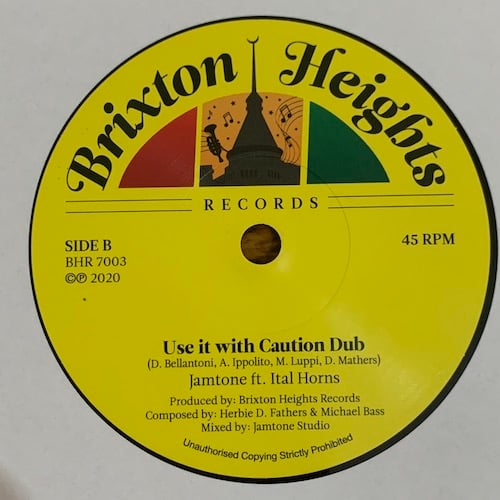 Brixton Heights
RECORDS
SIDE B
BHR 7003
©℗ 2020
45 RPM
Use it with Caution Dub
(D. Bellantoni, A. Ippolito, M. Luppi, D. Mathers)
Jamtone ft. Ital Horns
Produced by: Brixton Heights Records
Composed by: Herbie D. Fathers & Michael Bass
Mixed by: Jamtone Studio
Unauthorised Copying Strictly Prohibited